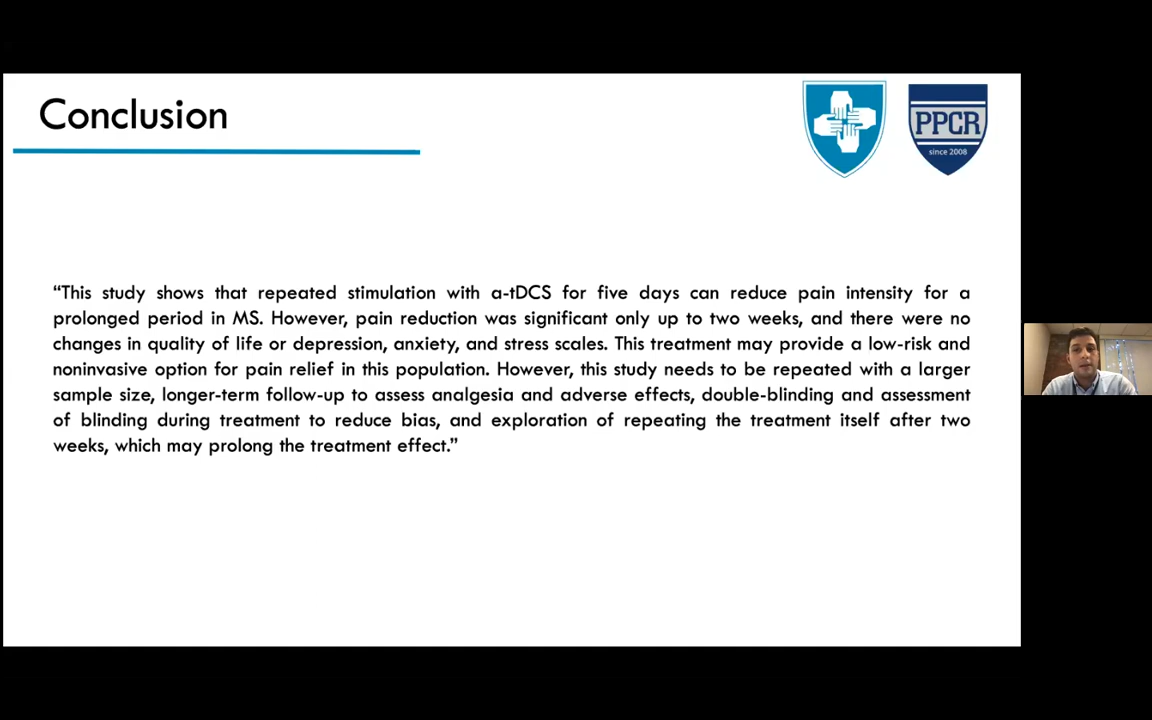 Conclusion
PPCR
since 2008
“This study shows that repeated stimulation with a-tDCS for five days can reduce pain intensity for a
prolonged period in MS. However, pain reduction was significant only up to two weeks, and there were no
changes in quality of life or depression, anxiety, and stress scales. This treatment may provide a low-risk and
noninvasive option for pain relief in this population. However, this study needs to be repeated with a larger
sample size, longer-term follow-up to assess analgesia and adverse effects, double-blinding and assessment
of blinding during treatment to reduce bias, and exploration of repeating the treatment itself after two
weeks, which may prolong the treatment effect.”